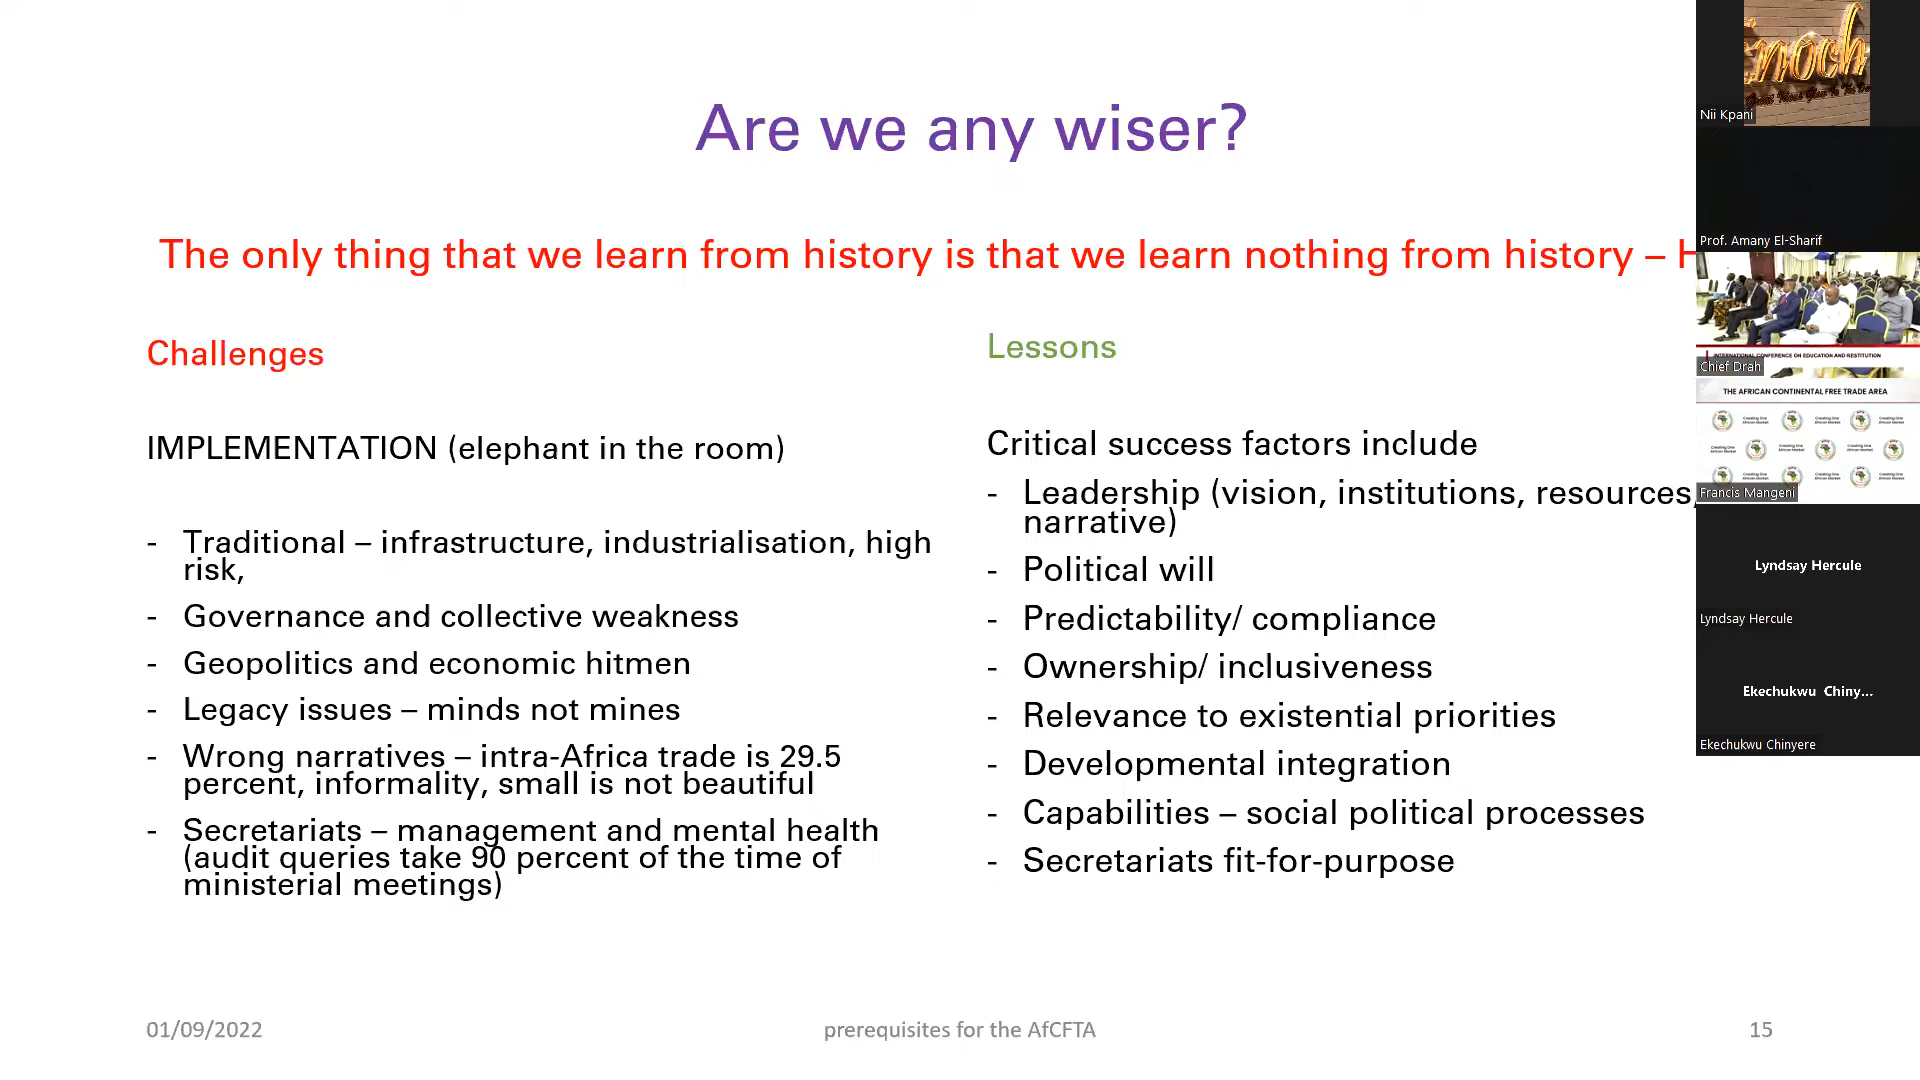 Are we any wiser?
The only thing that we learn from history is that we learn nothing from history –
Challenges
IMPLEMENTATION (elephant in the room)
- Traditional – infrastructure, industrialisation, high
risk,
- Governance and collective weakness
- Geopolitics and economic hitmen
- Legacy issues – minds not mines
- Wrong narratives – intra-Africa trade is 29.5
percent, informality, small is not beautiful
- Secretariats – management and mental health
(audit queries take 90 percent of the time of
ministerial meetings)
Lessons
Critical success factors include
- Leadership (vision, institutions, resources,
narrative)
- Political will
- Predictability/ compliance
- Ownership/ inclusiveness
- Relevance to existential priorities
- Developmental integration
- Capabilities – social political processes
- Secretariats fit-for-purpose
01/09/2022
prerequisites for the AfCFTA
15
Nii Kpani
Prof. Amany El-Sharif
INTERNATIONAL CONFERENCE ON EDUCATION AND RESTITUTION
Chief Drah
THE AFRICAN CONTINENTAL FREE TRADE AREA
Francis Mangeni
Lyndsay Hercule
Lyndsay Hercule
Ekechukwu Chiny...
Ekechukwu Chinyere